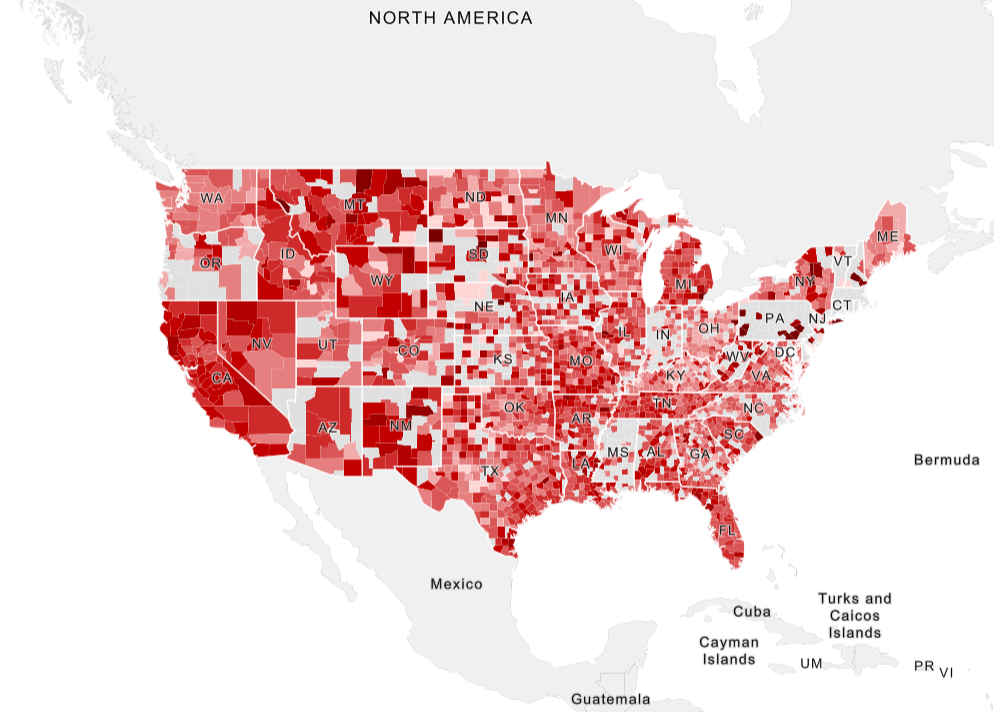 NORTH AMERICA
WA
MT
ND
MN
ME
OR
ID
WY
SD
WI
MI
NY
VT
NV
UT
CO
NE
IA
IL
IN
OH
PA
NJ
CT
CA
KS
MO
KY
WV
DC
VA
AZ
NM
OK
AR
TN
NC
TX
LA
MS
AL
GA
SC
FL
Bermuda
Mexico
Cuba
Turks and
Caicos
Islands
Cayman
Islands
UM
PR
VI
Guatemala